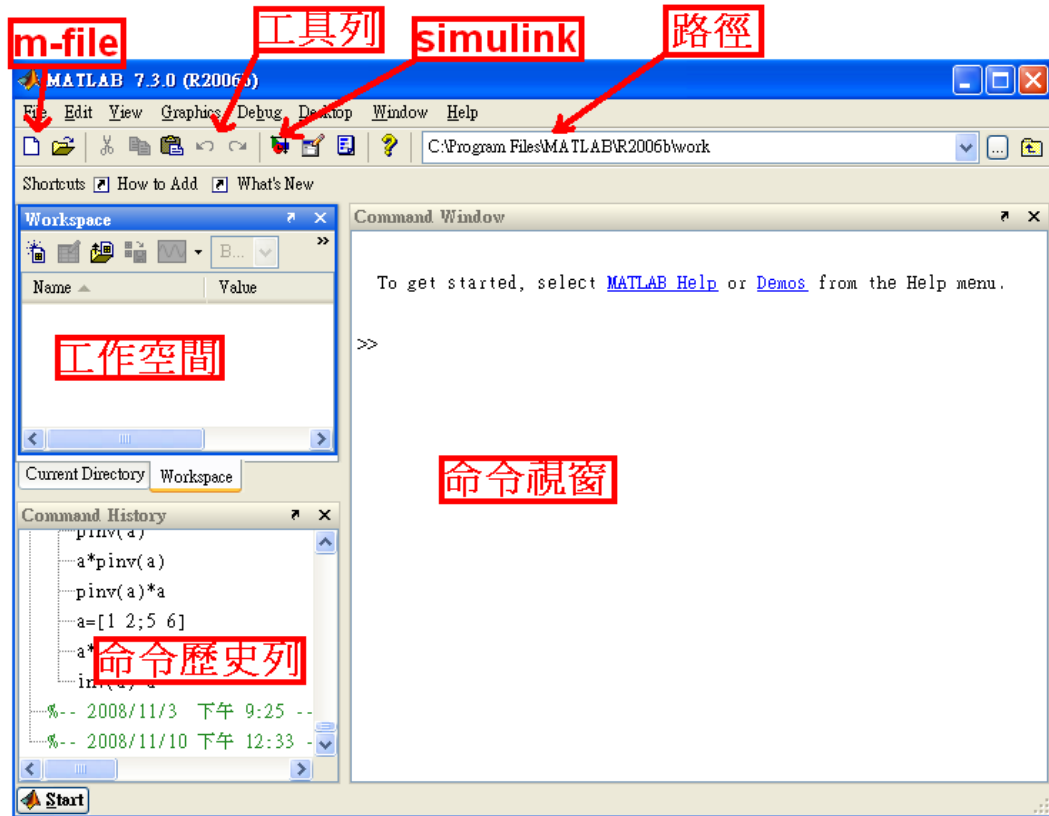 m-file
工具列
simulink
路徑
MATLAB 7.3.0 (R2006b)
File Edit View Graphics Debug Desktop Window Help
C:\Program Files\MATLAB\R2006b\work
...
Shortcuts How to Add What's New
Workspace
B...
»
Name Value
工作空間
Current Directory Workspace
Command History
pinv(a)
a*pinv(a)
pinv(a)*a
a=[1 2;5 6]
命令歷史列
%-- 2008/11/3 下午 9:25 --
%-- 2008/11/10 下午 12:33 -
Command Window
To get started, select MATLAB Help or Demos from the Help menu.
>>
命令視窗
Start